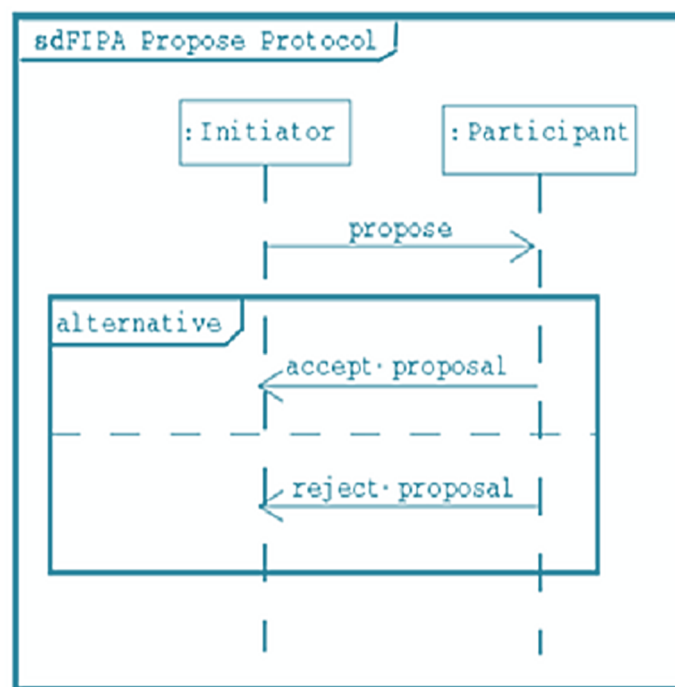 sdFIPA Propose Protocol
:Initiator
:Participant
propose
alternative
accept· proposal
reject· proposal